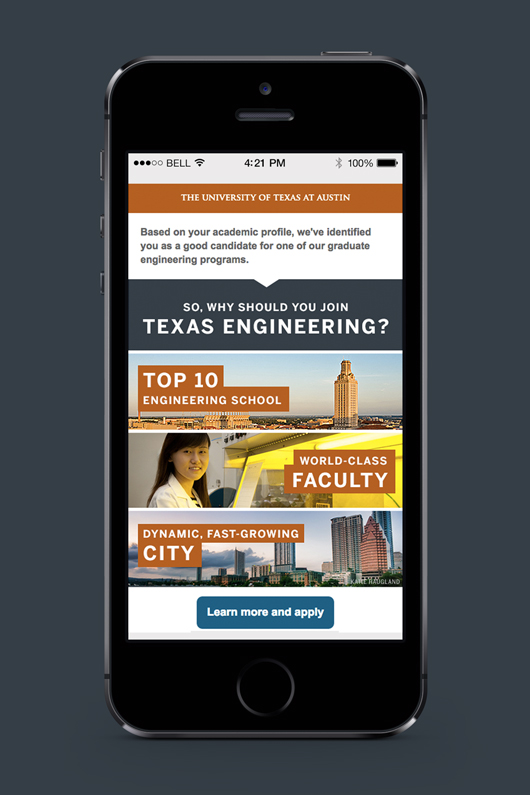 BELL 4:21 PM 100%
THE UNIVERSITY OF TEXAS AT AUSTIN
Based on your academic profile, we've identified
you as a good candidate for one of our graduate
engineering programs.
SO, WHY SHOULD YOU JOIN
TEXAS ENGINEERING?
TOP 10
ENGINEERING SCHOOL
WORLD-CLASS
FACULTY
DYNAMIC, FAST-GROWING
CITY
Learn more and apply